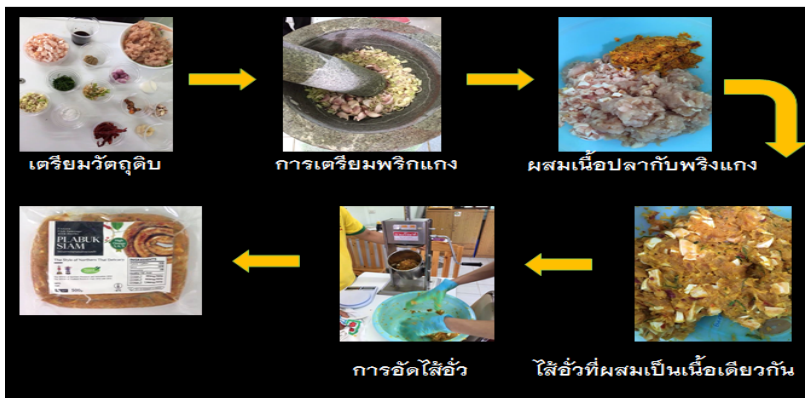 เตรียมวัตถุดิบ
การเตรียมพริกแกง
ผสมเนื้อปลากับพริงแกง
PLABUK
SIAM
การอัดไส้อั่ว
ไส้อั่วที่ผสมเป็นเนื้อเดียวกัน